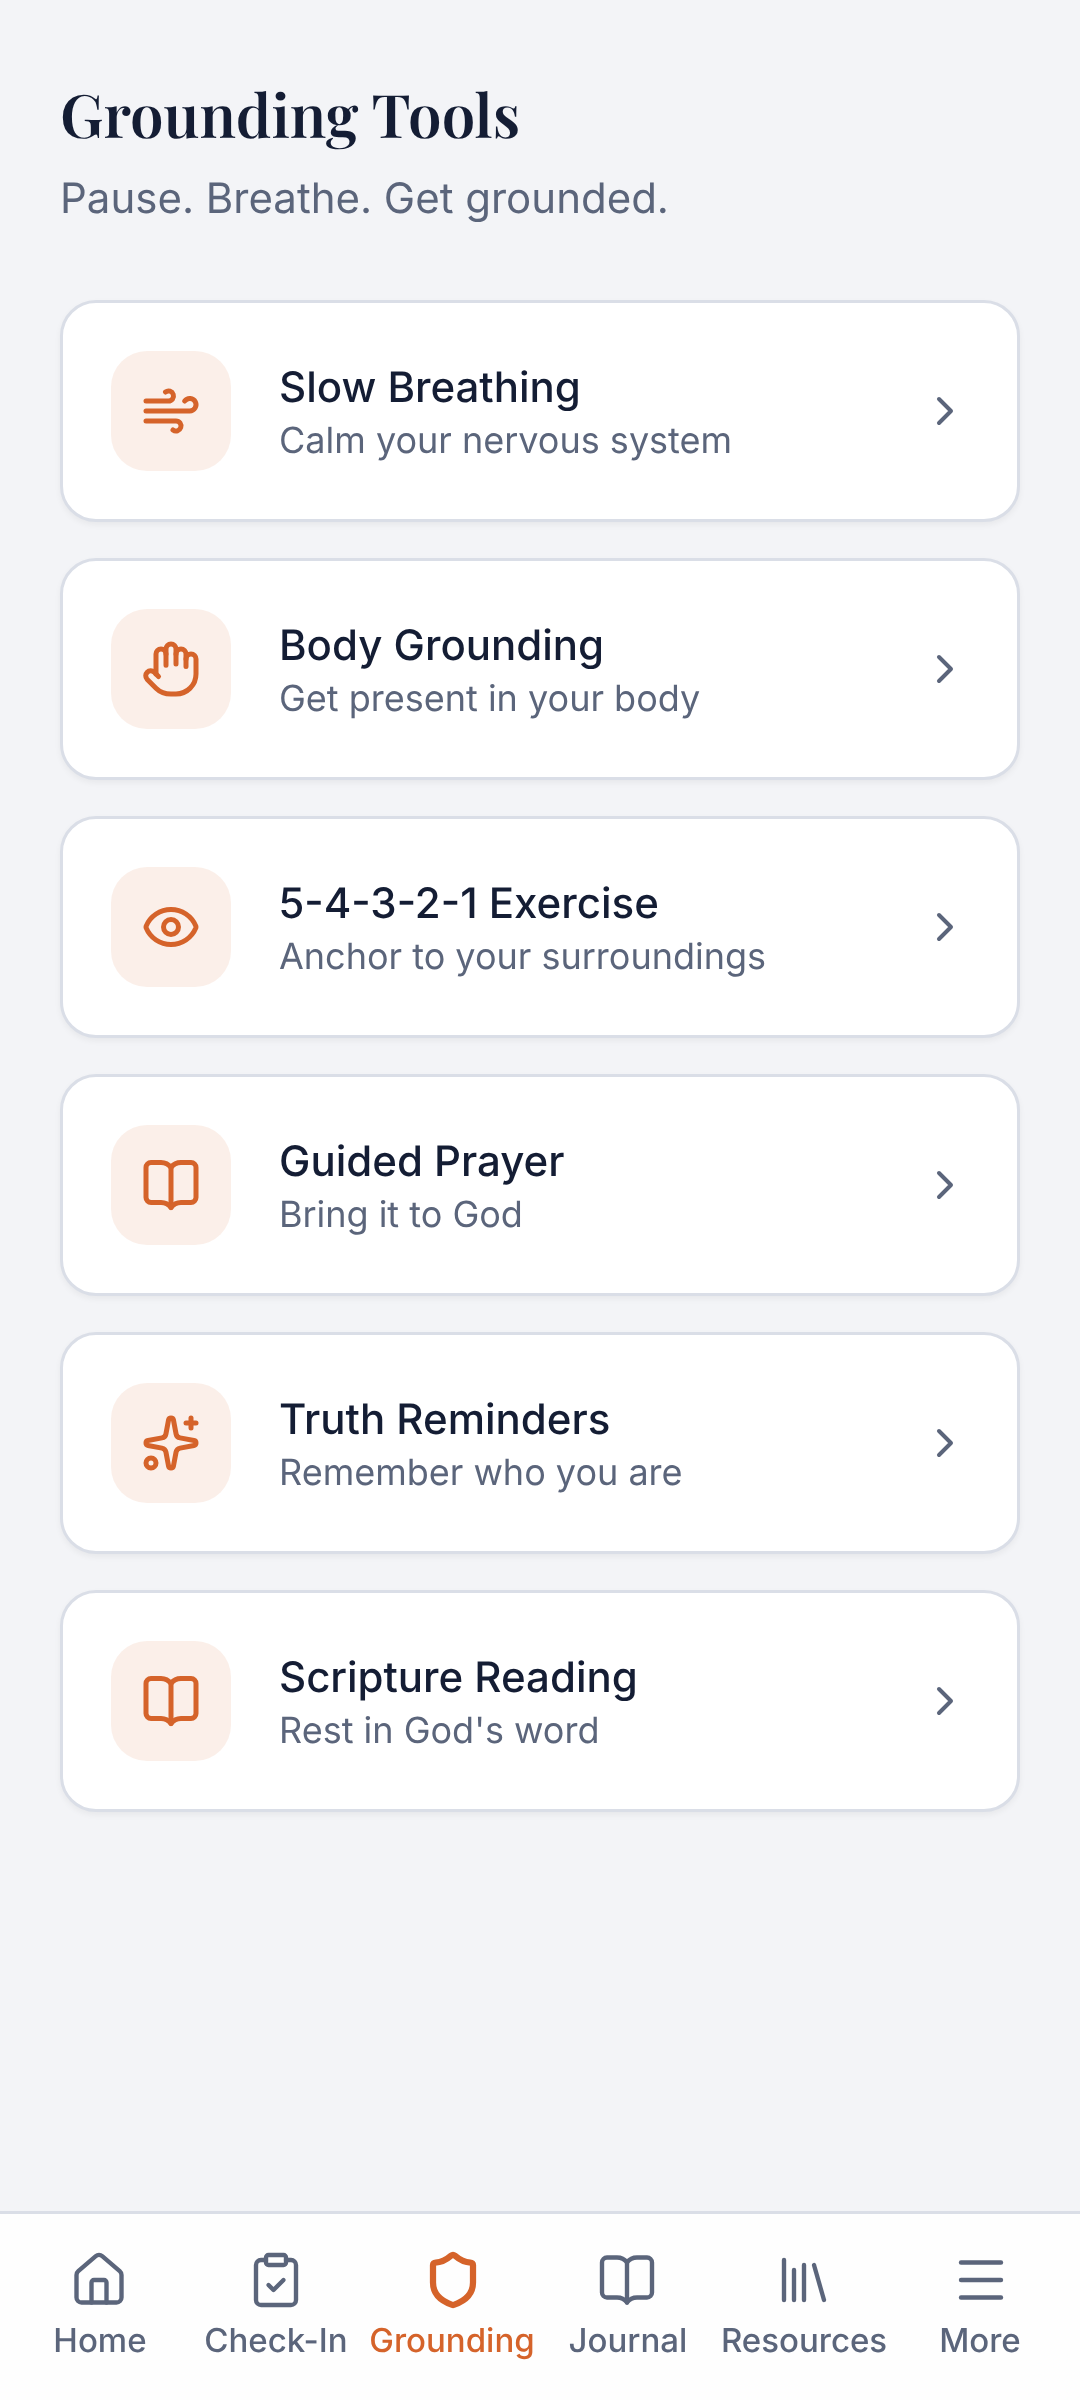 Grounding Tools
Pause. Breathe. Get grounded.
Slow Breathing
Calm your nervous system
Body Grounding
Get present in your body
5-4-3-2-1 Exercise
Anchor to your surroundings
Guided Prayer
Bring it to God
Truth Reminders
Remember who you are
Scripture Reading
Rest in God's word
Home Check-In Grounding Journal Resources More